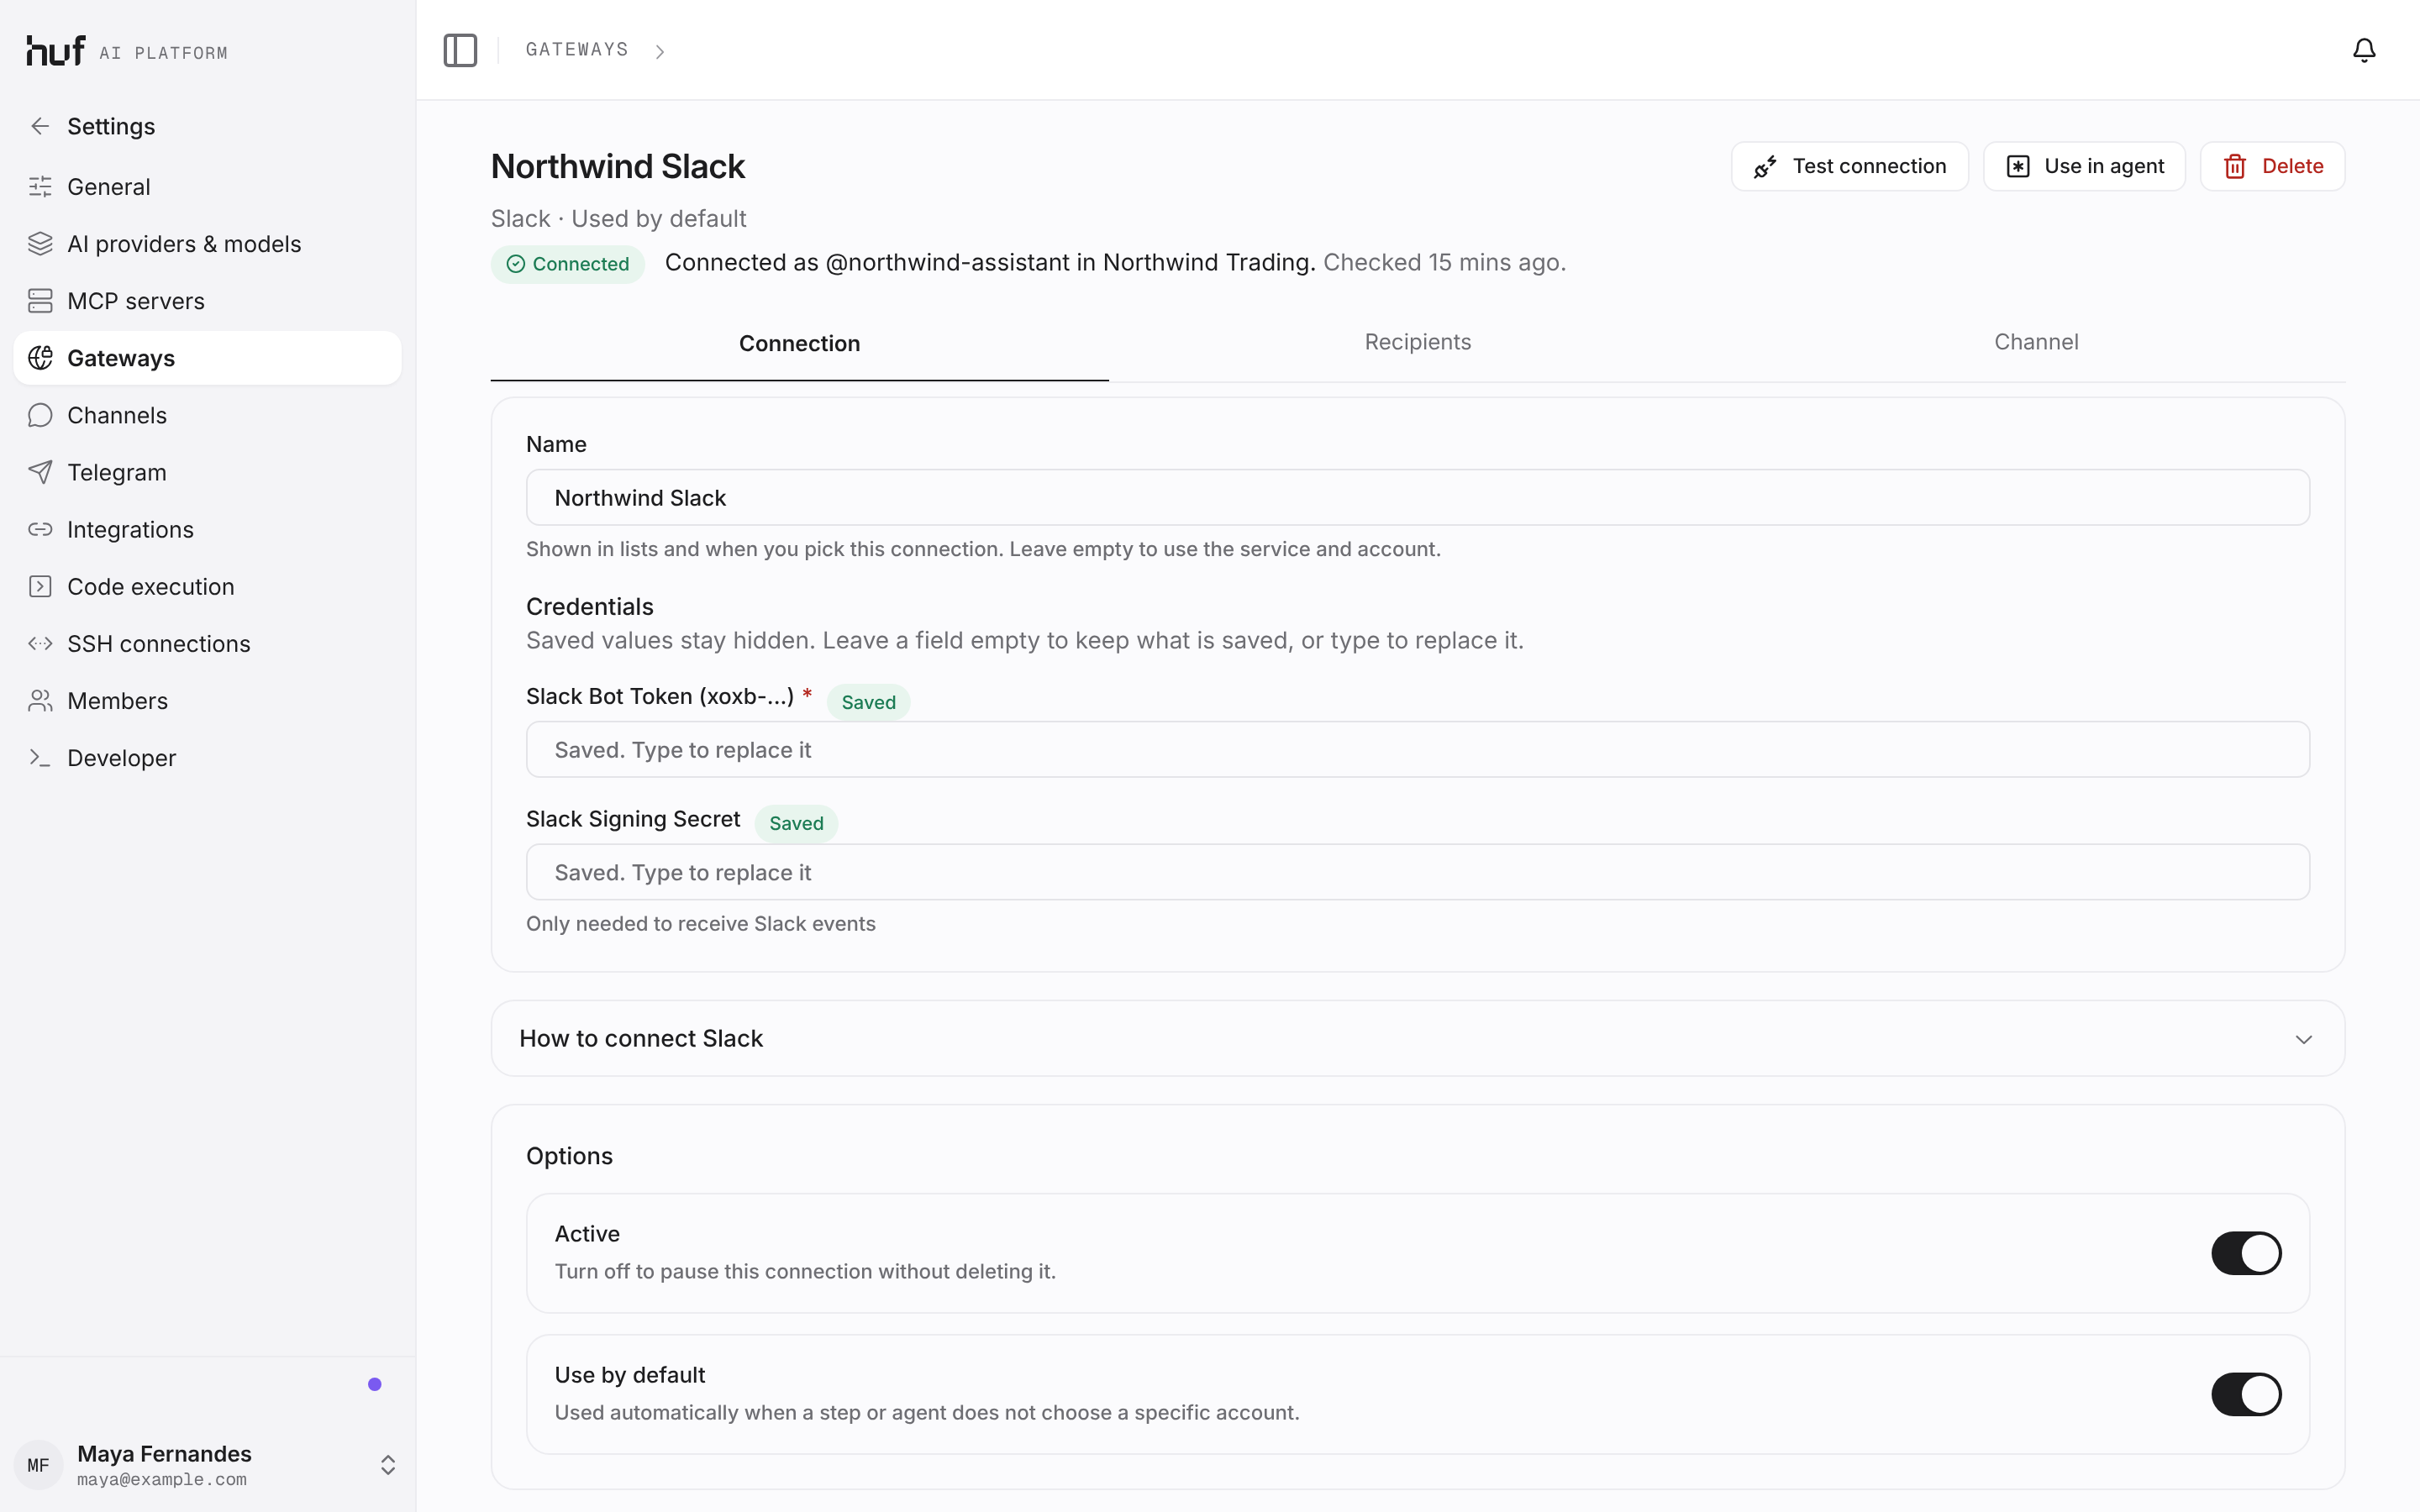 huf AI PLATFORM
Settings
General
AI providers & models
MCP servers
Gateways
Channels
Telegram
Integrations
Code execution
SSH connections
Members
Developer
MF
Maya Fernandes
maya@example.com
GATEWAYS
Northwind Slack
Test connection
Use in agent
Delete
Slack · Used by default
Connected
Connected as @northwind-assistant in Northwind Trading. Checked 15 mins ago.
Connection
Recipients
Channel
Name
Northwind Slack
Shown in lists and when you pick this connection. Leave empty to use the service and account.
Credentials
Saved values stay hidden. Leave a field empty to keep what is saved, or type to replace it.
Slack Bot Token (xoxb-...) * Saved
Saved. Type to replace it
Slack Signing Secret Saved
Saved. Type to replace it
Only needed to receive Slack events
How to connect Slack
Options
Active
Turn off to pause this connection without deleting it.
Use by default
Used automatically when a step or agent does not choose a specific account.